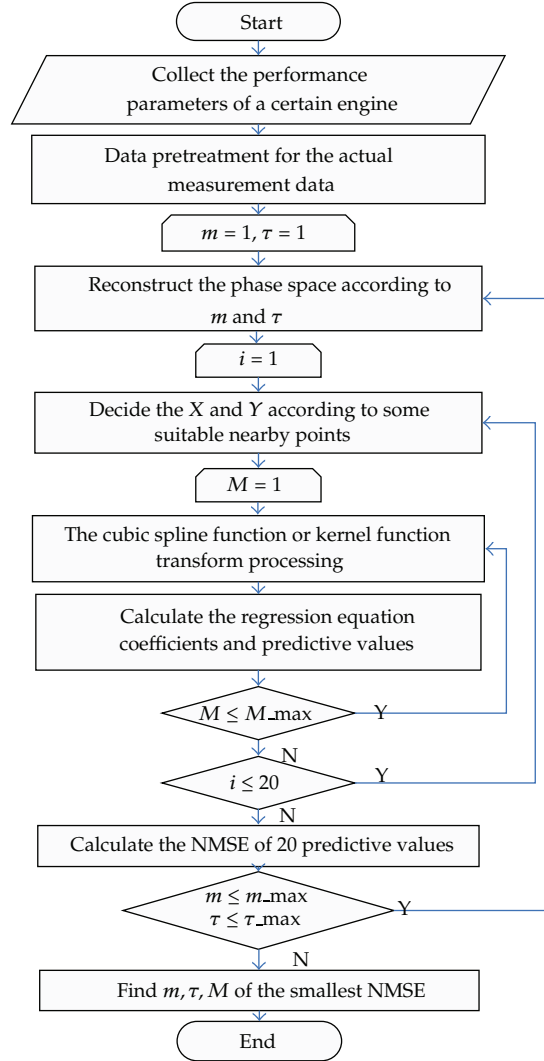 Start
Collect the performance
parameters of a certain engine
Data pretreatment for the actual
measurement data
m = 1, τ = 1
Reconstruct the phase space according to
m and τ
i = 1
Decide the X and Y according to some
suitable nearby points
M = 1
The cubic spline function or kernel function
transform processing
Calculate the regression equation
coefficients and predictive values
M ≤ M_max
Y
N
i ≤ 20
Y
N
Calculate the NMSE of 20 predictive values
m ≤ m_max
τ ≤ τ_max
Y
N
Find m, τ, M of the smallest NMSE
End